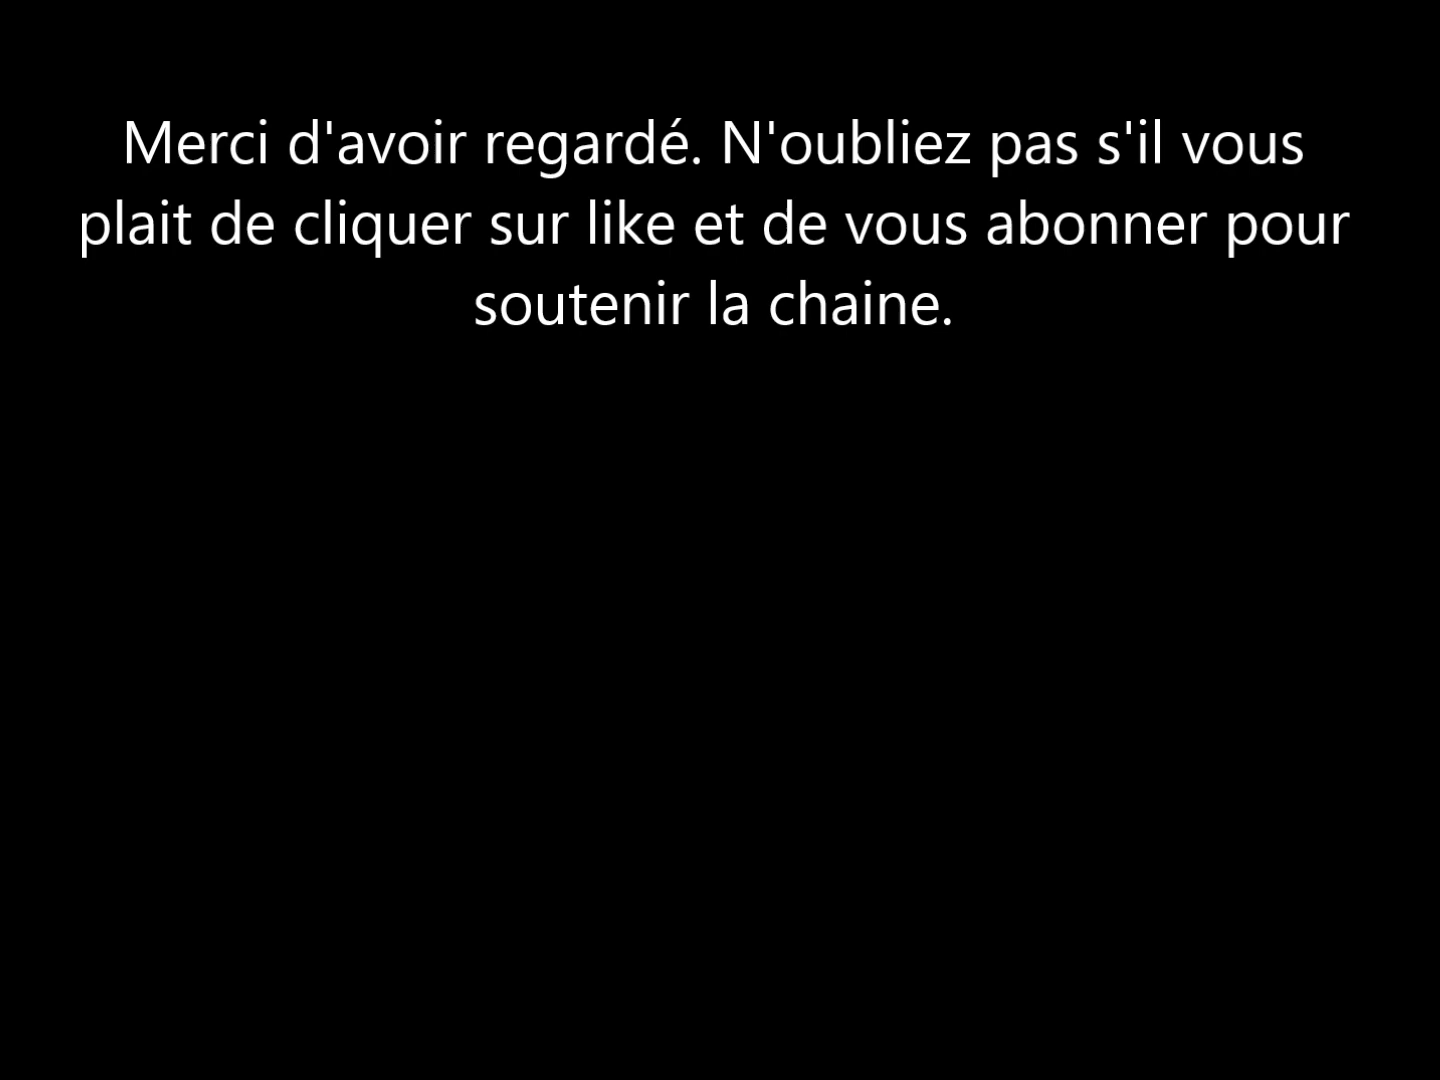 Merci d'avoir regardé. N'oubliez pas s'il vous
plait de cliquer sur like et de vous abonner pour
soutenir la chaine.